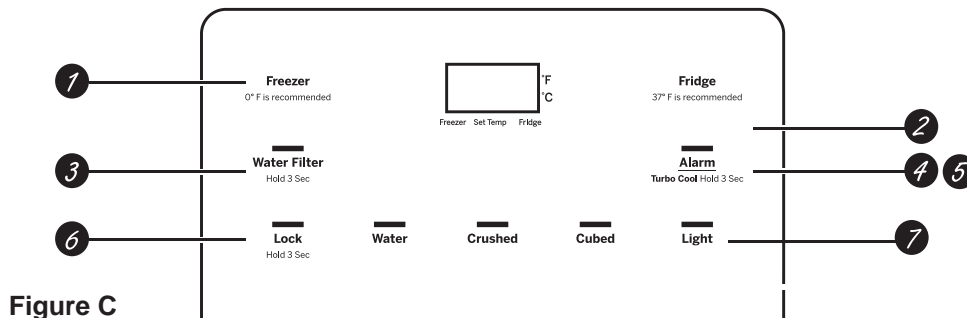 1
Freezer
0° F is recommended
°F
°C
Freezer Set Temp Fridge
Fridge
37° F is recommended
2
3
Water Filter
Hold 3 Sec
Alarm
Turbo Cool Hold 3 Sec
4 5
6
Lock
Hold 3 Sec
Water
Crushed
Cubed
Light
7
Figure C